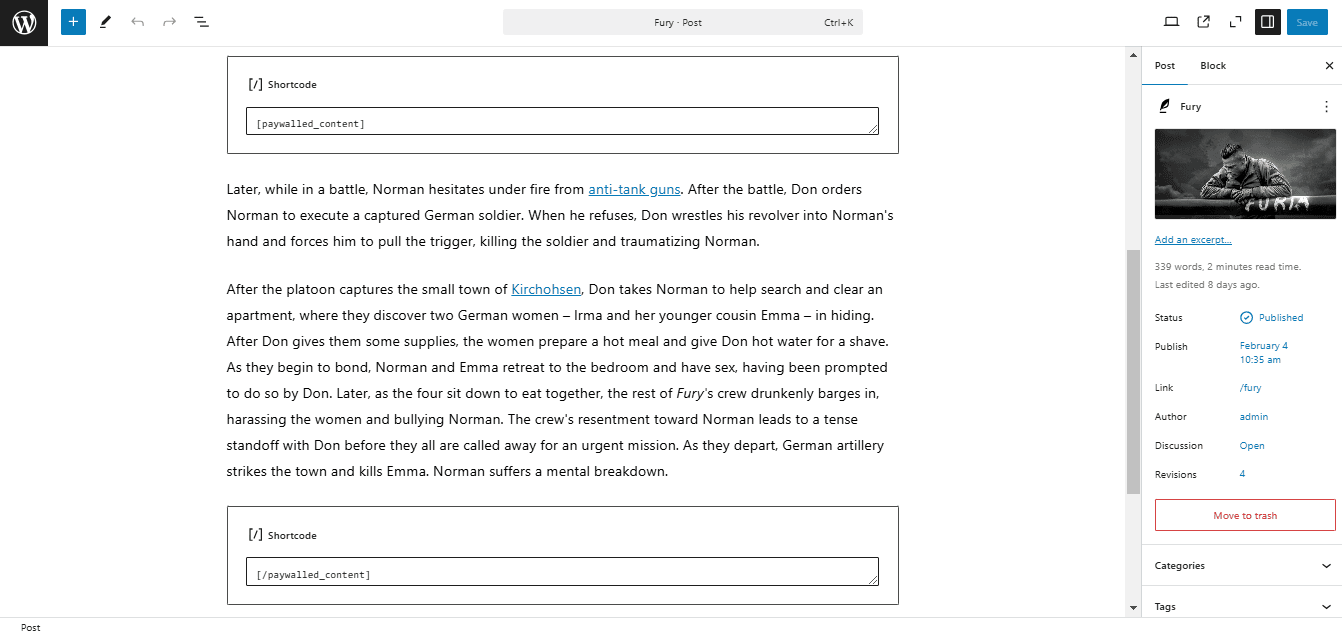 Fury · Post Ctrl+K
Save
[/] Shortcode
[paywalled_content]
Later, while in a battle, Norman hesitates under fire from anti-tank guns. After the battle, Don orders
Norman to execute a captured German soldier. When he refuses, Don wrestles his revolver into Norman's
hand and forces him to pull the trigger, killing the soldier and traumatizing Norman.
After the platoon captures the small town of Kirchohsen, Don takes Norman to help search and clear an
apartment, where they discover two German women – Irma and her younger cousin Emma – in hiding.
After Don gives them some supplies, the women prepare a hot meal and give Don hot water for a shave.
As they begin to bond, Norman and Emma retreat to the bedroom and have sex, having been prompted
to do so by Don. Later, as the four sit down to eat together, the rest of Fury's crew drunkenly barges in,
harassing the women and bullying Norman. The crew's resentment toward Norman leads to a tense
standoff with Don before they all are called away for an urgent mission. As they depart, German artillery
strikes the town and kills Emma. Norman suffers a mental breakdown.
[/] Shortcode
[/paywalled_content]
Post Block
Fury
FURIA
Add an excerpt...
339 words, 2 minutes read time.
Last edited 8 days ago.
Status Published
Publish February 4
10:35 am
Link /fury
Author admin
Discussion Open
Revisions 4
Move to trash
Categories
Tags
Post